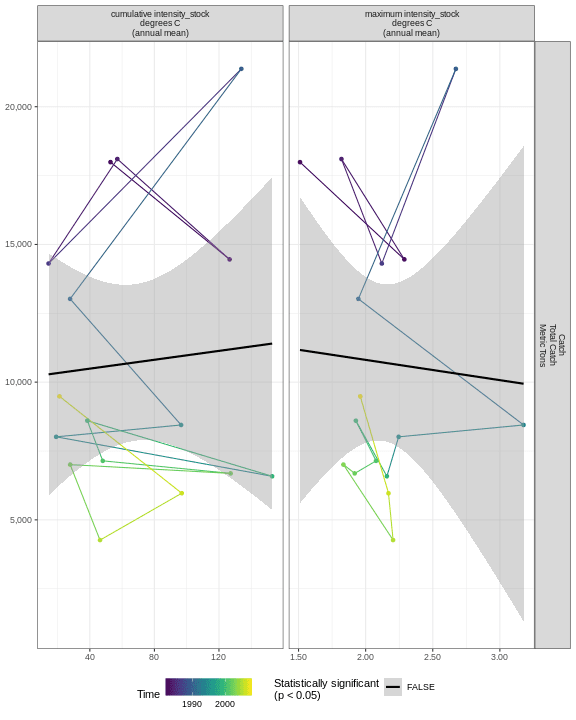 cumulative intensity_stock
degrees C
(annual mean)
maximum intensity_stock
degrees C
(annual mean)
20,000
15,000
10,000
5,000
Catch
Total Catch
Metric Tons
40
80
120
1.50
2.00
2.50
3.00
Time
1990
2000
Statistically significant
(p < 0.05)
FALSE